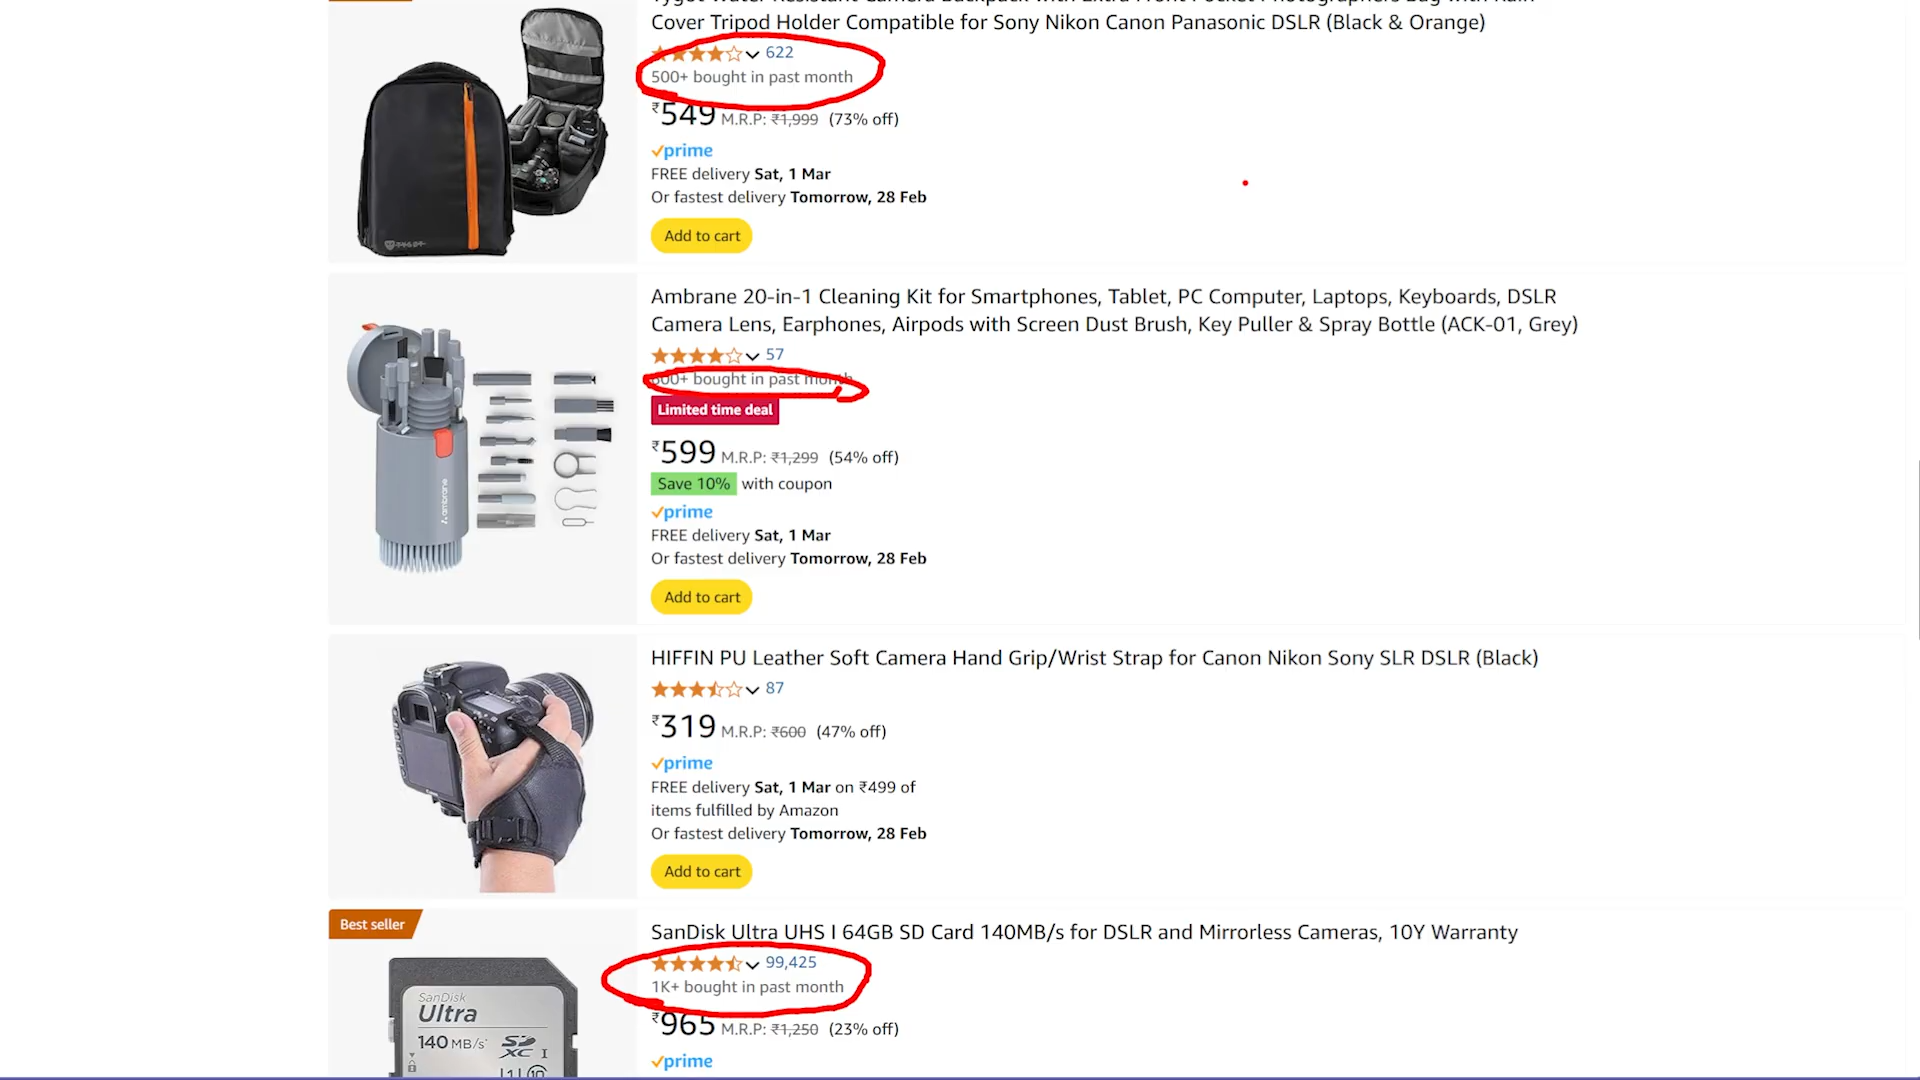 Cover Tripod Holder Compatible for Sony Nikon Canon Panasonic DSLR (Black & Orange)
622
500+ bought in past month
₹549 M.R.P: ₹1,999 (73% off)
prime
FREE delivery Sat, 1 Mar
Or fastest delivery Tomorrow, 28 Feb
Add to cart
Ambrane 20-in-1 Cleaning Kit for Smartphones, Tablet, PC Computer, Laptops, Keyboards, DSLR
Camera Lens, Earphones, Airpods with Screen Dust Brush, Key Puller & Spray Bottle (ACK-01, Grey)
57
bought in past month
Limited time deal
₹599 M.R.P: ₹1,299 (54% off)
Save 10% with coupon
prime
FREE delivery Sat, 1 Mar
Or fastest delivery Tomorrow, 28 Feb
Add to cart
ambrane
HIFFIN PU Leather Soft Camera Hand Grip/Wrist Strap for Canon Nikon Sony SLR DSLR (Black)
87
₹319 M.R.P: ₹600 (47% off)
prime
FREE delivery Sat, 1 Mar on ₹499 of
items fulfilled by Amazon
Or fastest delivery Tomorrow, 28 Feb
Add to cart
Best seller
SanDisk Ultra UHS I 64GB SD Card 140MB/s for DSLR and Mirrorless Cameras, 10Y Warranty
99,425
1K+ bought in past month
₹965 M.R.P: ₹1,250 (23% off)
prime
SanDisk
Ultra
140 MB/s*
SD XC I